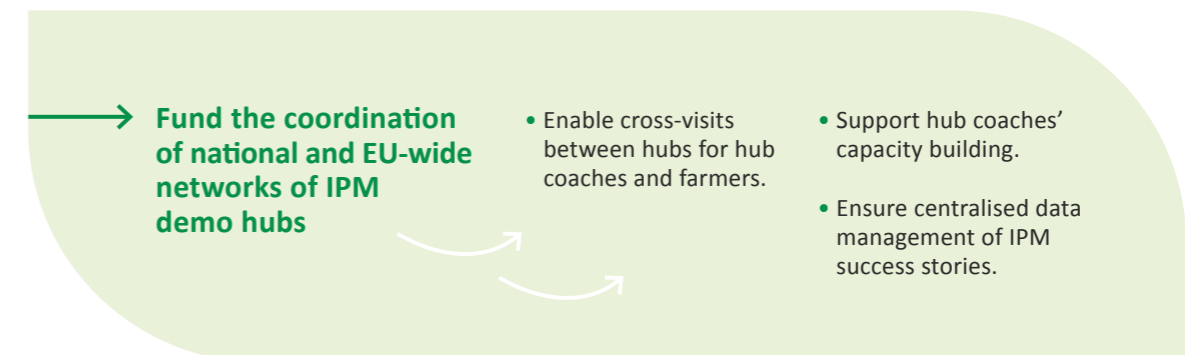 Fund the coordination
of national and EU-wide
networks of IPM
demo hubs
• Enable cross-visits
between hubs for hub
coaches and farmers.
• Support hub coaches’
capacity building.
• Ensure centralised data
management of IPM
success stories.